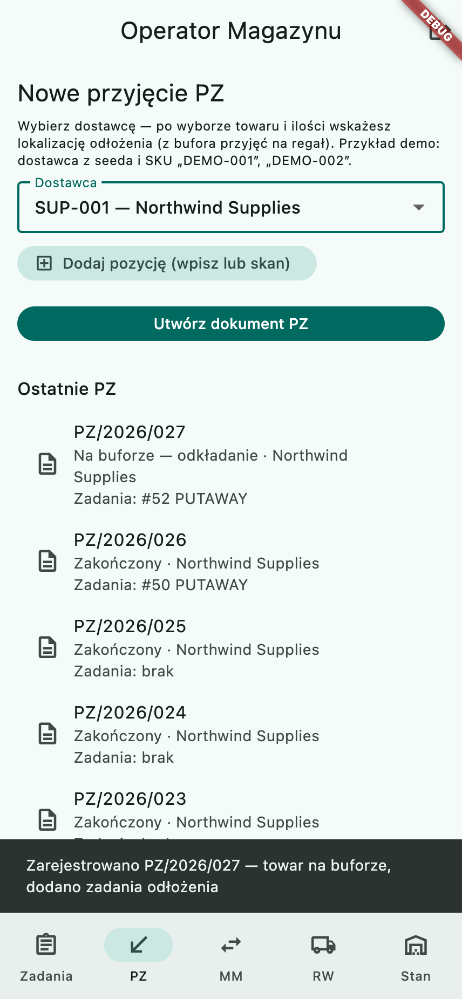 Operator Magazynu
DEBUG
Nowe przyjęcie PZ
Wybierz dostawcę — po wyborze towaru i ilości wskażesz
lokalizację odłożenia (z bufora przyjęć na regał). Przykład demo:
dostawca z seeda i SKU „DEMO-001”, „DEMO-002”.
Dostawca
SUP-001 — Northwind Supplies
Dodaj pozycję (wpisz lub skan)
Utwórz dokument PZ
Ostatnie PZ
PZ/2026/027
Na buforze — odkładanie · Northwind
Supplies
Zadania: #52 PUTAWAY
PZ/2026/026
Zakończony · Northwind Supplies
Zadania: #50 PUTAWAY
PZ/2026/025
Zakończony · Northwind Supplies
Zadania: brak
PZ/2026/024
Zakończony · Northwind Supplies
Zadania: brak
PZ/2026/023
Zakończony · Northwind Supplies
Zarejestrowano PZ/2026/027 — towar na buforze,
dodano zadania odłożenia
Zadania
PZ
MM
RW
Stan